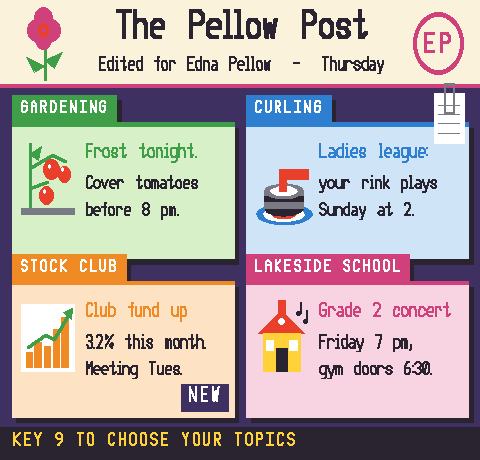 The Pellow Post
Edited for Edna Pellow - Thursday
EP
GARDENING
Frost tonight.
Cover tomatoes
before 8 pm.
CURLING
Ladies league:
your rink plays
Sunday at 2.
STOCK CLUB
Club fund up
3.2% this month.
Meeting Tues.
NEW
LAKESIDE SCHOOL
Grade 2 concert
Friday 7 pm,
gym doors 6:30.
KEY 9 TO CHOOSE YOUR TOPICS